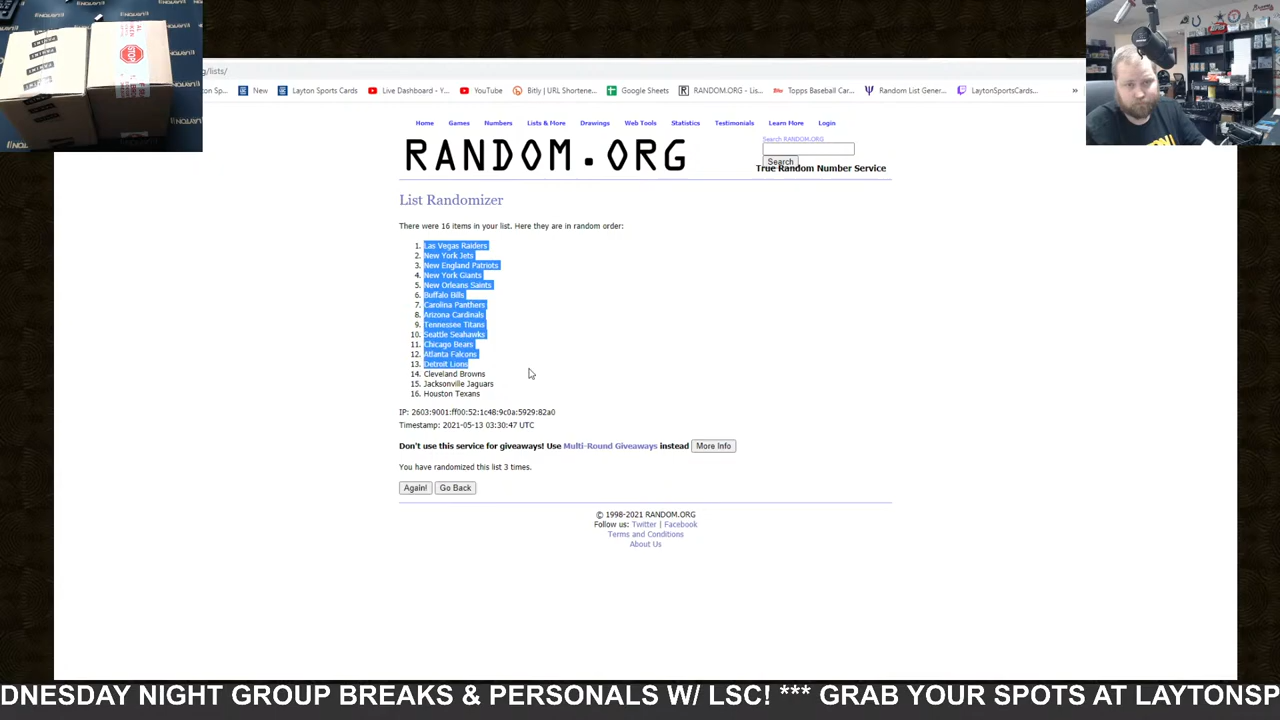 g/lists/
on Sp...
New
Layton Sports Cards
Live Dashboard - Y...
YouTube
Bitly | URL Shortene...
Google Sheets
RANDOM.ORG - Lis...
Topps Baseball Car...
Random List Gener...
LaytonSportsCards...
»
Home
Games
Numbers
Lists & More
Drawings
Web Tools
Statistics
Testimonials
Learn More
Login
Search RANDOM.ORG
RANDOM.ORG
Search
True Random Number Service
List Randomizer
There were 16 items in your list. Here they are in random order:
1. Las Vegas Raiders
2. New York Jets
3. New England Patriots
4. New York Giants
5. New Orleans Saints
6. Buffalo Bills
7. Carolina Panthers
8. Arizona Cardinals
9. Tennessee Titans
10. Seattle Seahawks
11. Chicago Bears
12. Atlanta Falcons
13. Detroit Lions
14. Cleveland Browns
15. Jacksonville Jaguars
16. Houston Texans
IP: 2603:9001:ff00:52:1c48:9c0a:5929:82a0
Timestamp: 2021-05-13 03:30:47 UTC
Don't use this service for giveaways! Use Multi-Round Giveaways instead More Info
You have randomized this list 3 times.
Again! Go Back
© 1998-2021 RANDOM.ORG
Follow us: Twitter | Facebook
Terms and Conditions
About Us
DNESDAY NIGHT GROUP BREAKS & PERSONALS W/ LSC! *** GRAB YOUR SPOTS AT LAYTONSP
STOP